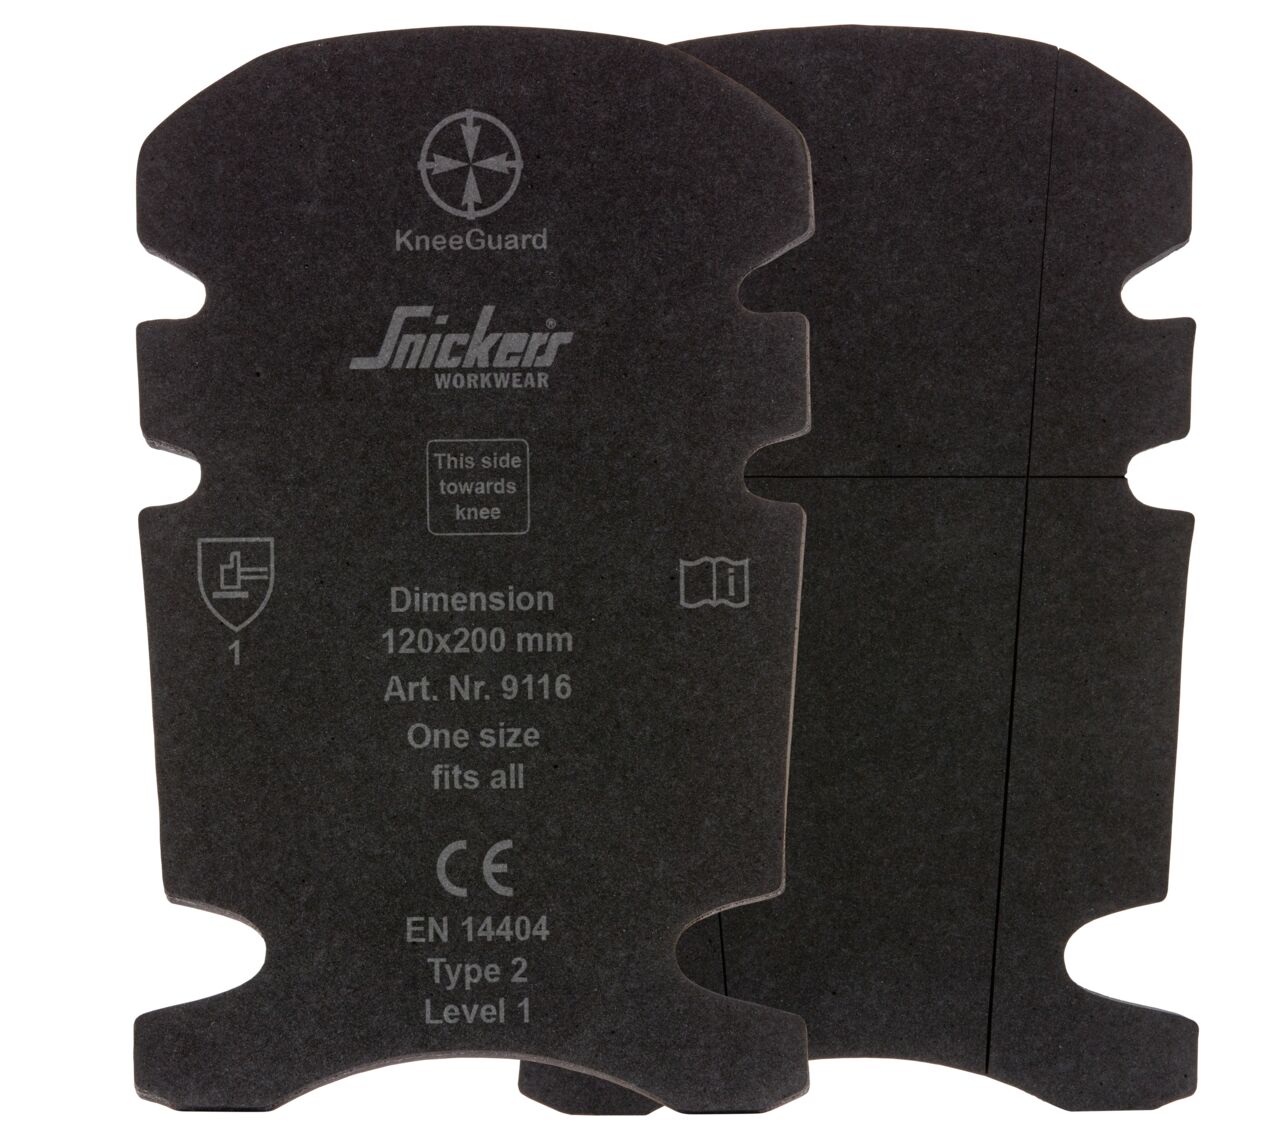 KneeGuard
Snickers®
WORKWEAR
This side
towards
knee
1
i
Dimension
120x200 mm
Art. Nr. 9116
One size
fits all
CE
EN 14404
Type 2
Level 1